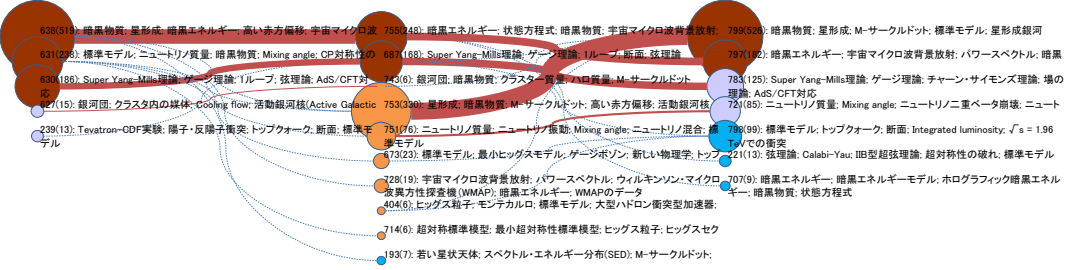 638(519): 暗黒物質; 星形成; 暗黒エネルギー; 高い赤方偏移; 宇宙マイクロ波
631(238): 標準モデル; ニュートリノ質量; 暗黒物質; Mixing angle; CP対称性の
630(186): Super Yang-Mills理論; ゲージ理論; 1ループ; 弦理論; AdS/CFT対応
627(15): 銀河団; クラスタ内の媒体; Cooling flow; 活動銀河核(Active Galactic
239(13): Tevatron-CDF実験; 陽子・反陽子衝突; トップクォーク; 断面; 標準モデル
755(248): 暗黒エネルギー; 状態方程式; 暗黒物質; 宇宙マイクロ波背景放射;
687(168): Super Yang-Mills理論; ゲージ理論; 1ループ; 断面; 弦理論
743(6): 銀河団; 暗黒物質; クラスター質量; ハロ質量; M-サークルドット
753(330): 星形成; 暗黒物質; M-サークルドット; 高い赤方偏移; 活動銀河核
751(76): ニュートリノ質量; ニュートリノ振動; Mixing angle; ニュートリノ混合; 標準モデル
673(23): 標準モデル; 最小ヒッグスモデル; ゲージボソン; 新しい物理学; トップ
728(19): 宇宙マイクロ波背景放射; パワースペクトル; ウィルキンソン・マイクロ
波異方性探査機(WMAP); 暗黒エネルギー; WMAPのデータ
404(6): ヒッグス粒子; モンテカルロ; 標準モデル; 大型ハドロン衝突型加速器;
714(6): 超対称標準模型; 最小超対称性標準模型; ヒッグス粒子; ヒッグスセク
193(7): 若い星状天体; スペクトル・エネルギー分布(SED); M-サークルドット;
799(526): 暗黒物質; 星形成; M-サークルドット; 標準モデル; 星形成銀河
797(182): 暗黒エネルギー; 宇宙マイクロ波背景放射; パワースペクトル; 暗黒
783(125): Super Yang-Mills理論; ゲージ理論; チャーン・サイモンズ理論; 場の
理論; AdS/CFT対応
721(85): ニュートリノ質量; Mixing angle; ニュートリノ二重ベータ崩壊; ニュート
798(99): 標準モデル; トップクォーク; 断面; Integrated luminosity; √s = 1.96
TeVでの衝突
221(13): 弦理論; Calabi-Yau; IIB型超弦理論; 超対称性の破れ; 標準モデル
707(9): 暗黒エネルギー; 暗黒エネルギーモデル; ホログラフィック暗黒エネル
ギー; 暗黒物質; 状態方程式